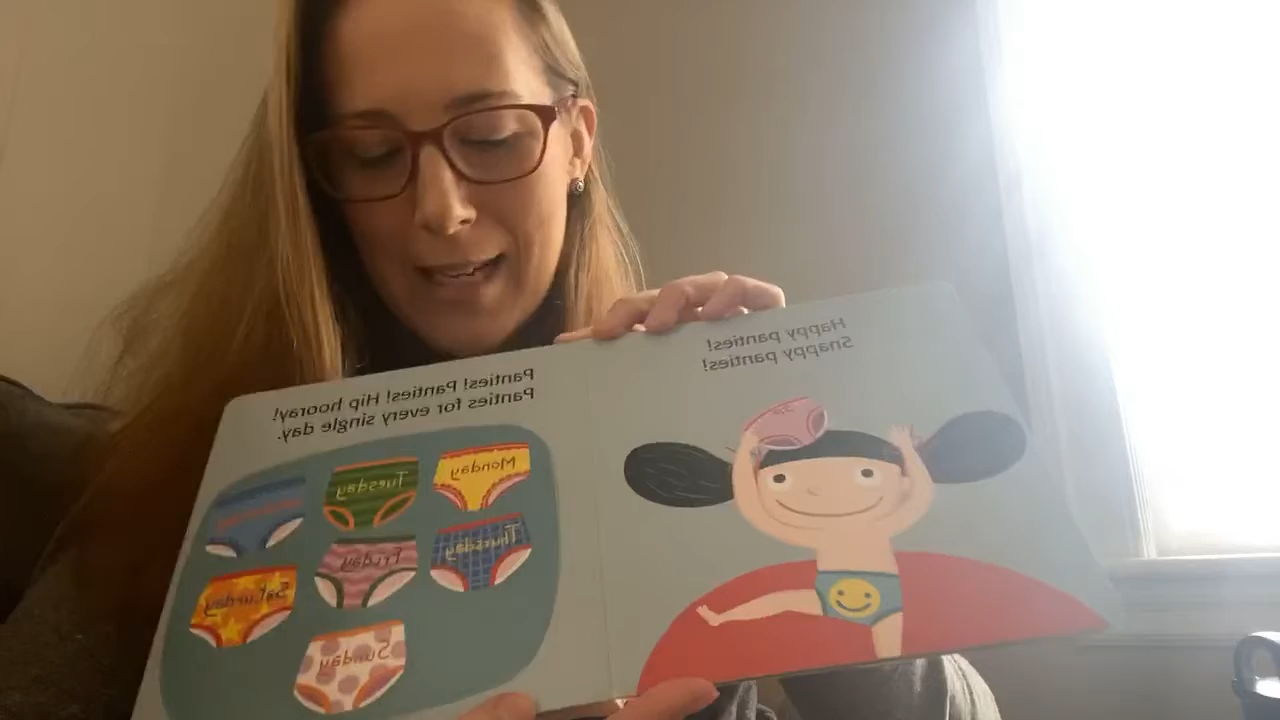 Happy panties!
Snappy panties!
Panties! Panties! Hip hooray!
Panties for every single day.
Monday
Tuesday
Thursday
Friday
Saturday
Sunday